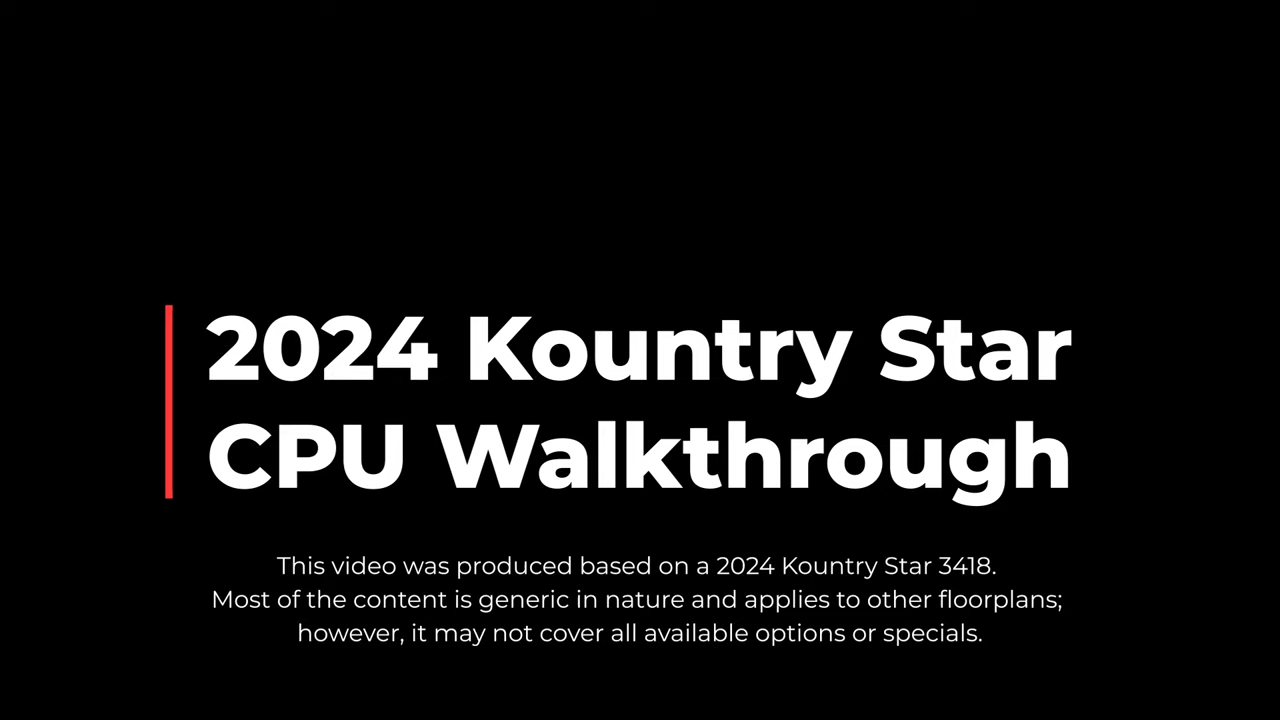 2024 Kountry Star
CPU Walkthrough
This video was produced based on a 2024 Kountry Star 3418.
Most of the content is generic in nature and applies to other floorplans;
however, it may not cover all available options or specials.